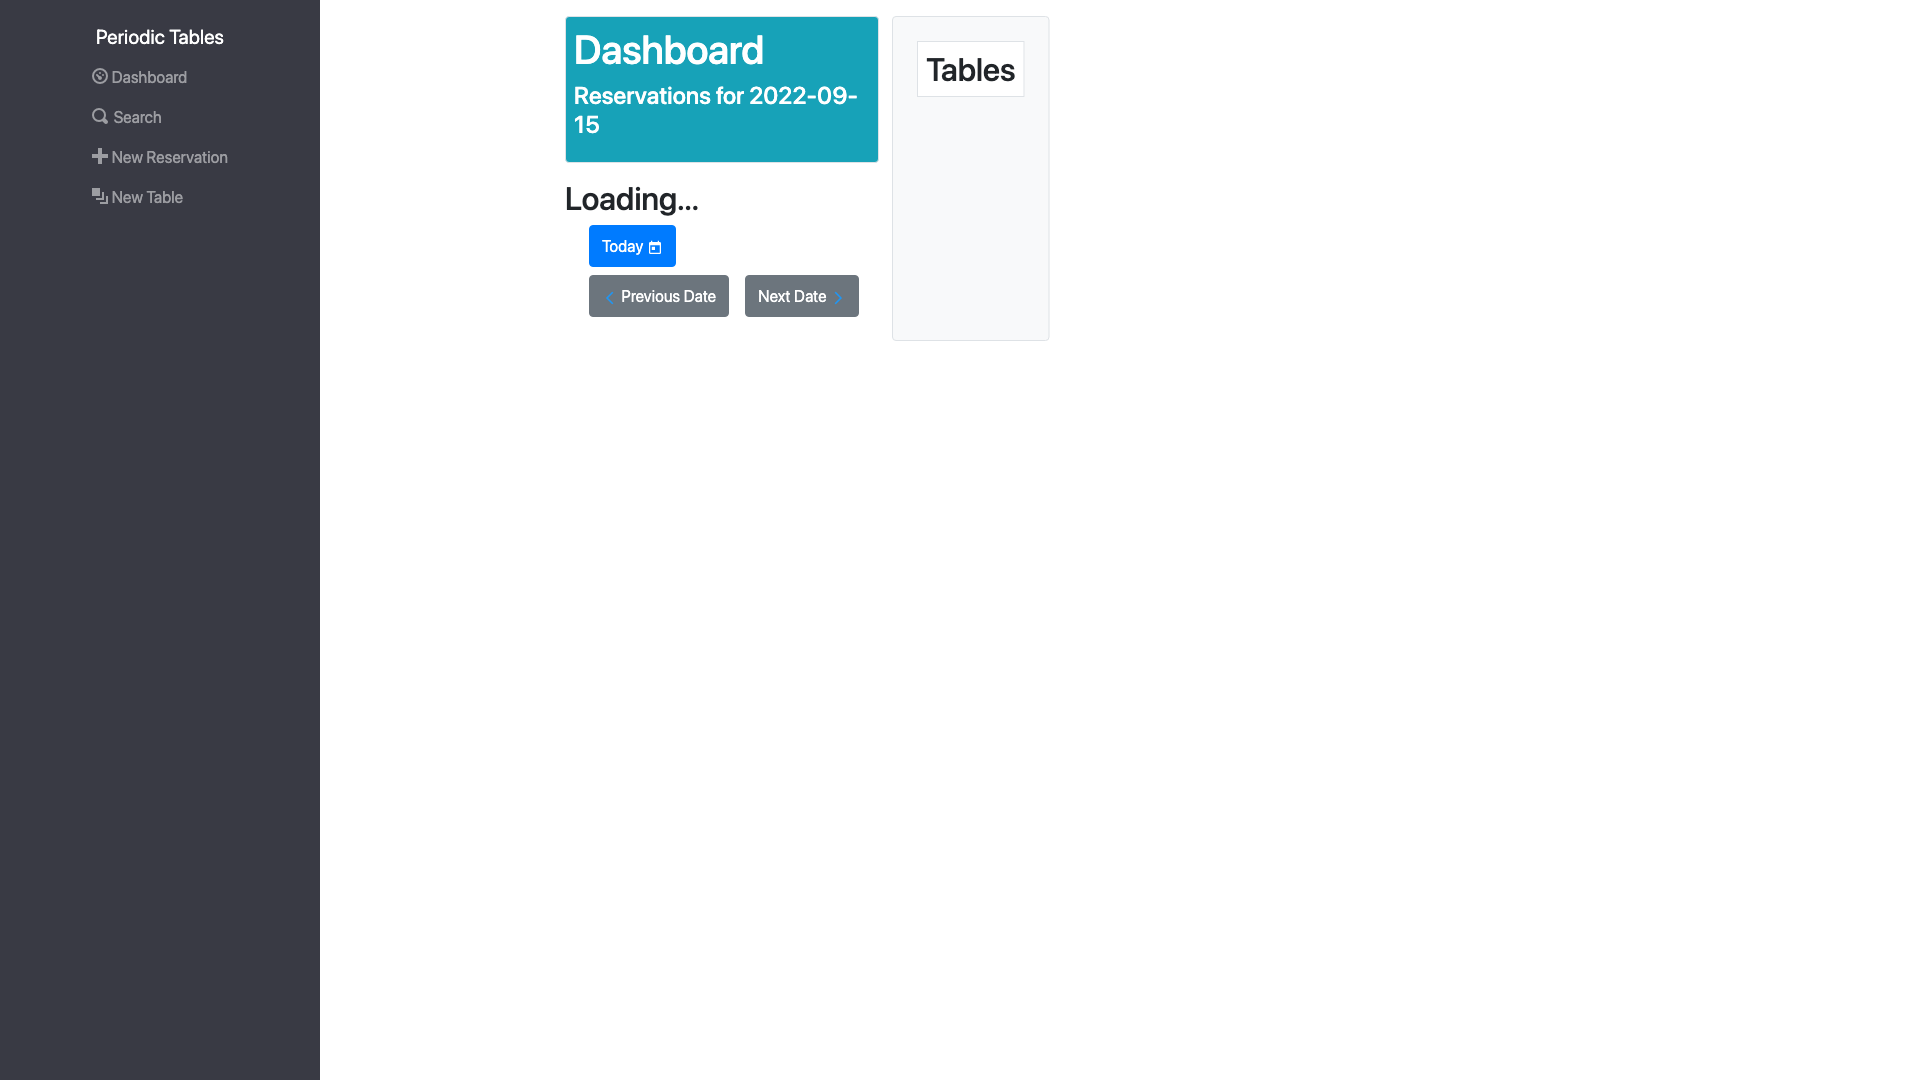 Periodic Tables
Dashboard
Search
New Reservation
New Table
Dashboard
Reservations for 2022-09-
15
Loading...
Today
Previous Date
Next Date
Tables